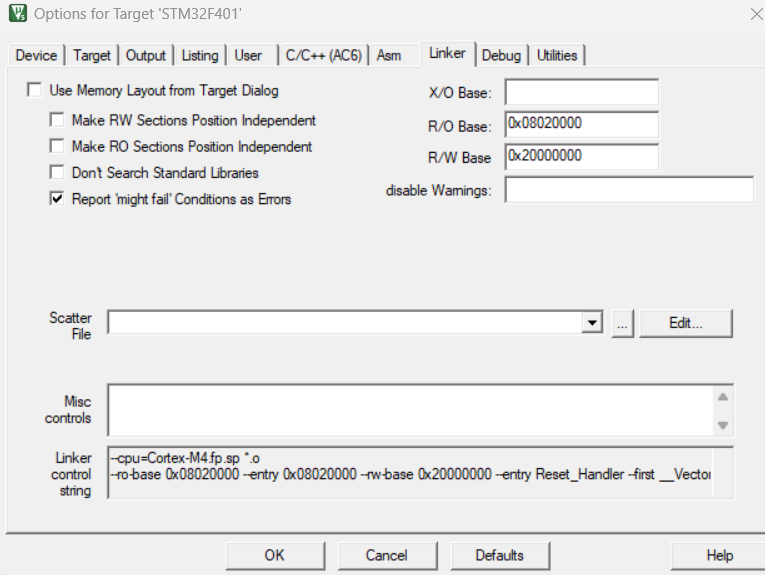 Options for Target 'STM32F401'
Device Target Output Listing User C/C++ (AC6) Asm Linker Debug Utilities
Use Memory Layout from Target Dialog
Make RW Sections Position Independent
Make RO Sections Position Independent
Don't Search Standard Libraries
Report 'might fail' Conditions as Errors
X/O Base:
R/O Base: 0x08020000
R/W Base 0x20000000
disable Warnings:
Scatter
File
... Edit...
Misc
controls
Linker
control
string
--cpu=Cortex-M4.fp.sp *.o
--ro-base 0x08020000 --entry 0x08020000 --rw-base 0x20000000 --entry Reset_Handler --first __Vector
OK Cancel Defaults Help